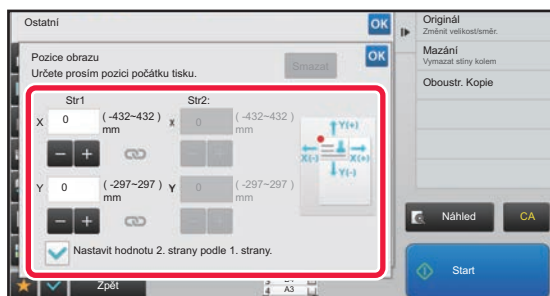 Ostatní
OK
Originál
Změnit velikost/směr.
Mazání
Vymazat stíny kolem
Oboustr. Kopie
Pozice obrazu
Určete prosím pozici počátku tisku.
Smazat
OK
Str1
Str2:
X 0 (-432~432) mm
X 0 (-432~432) mm
- +
- +
Y 0 (-297~297) mm
Y 0 (-297~297) mm
- +
- +
Y(+)
X(-) X(+)
Y(-)
Nastavit hodnotu 2. strany podle 1. strany.
Náhled
CA
Start
Zpět
4 A3